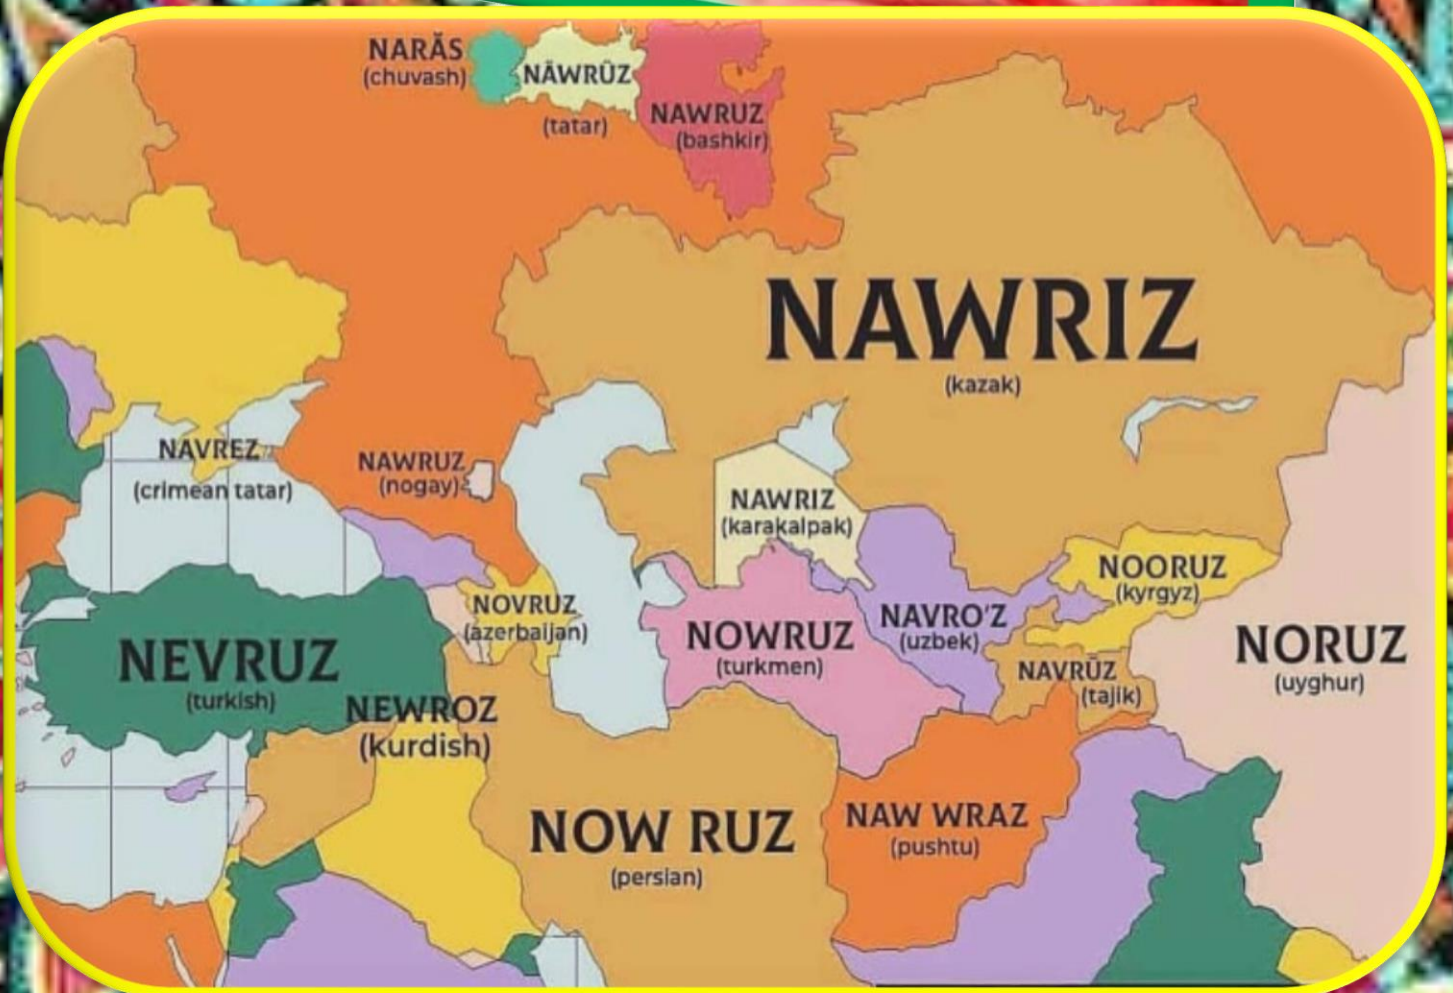 NARĂS
(chuvash)
NĂWRŪZ
(tatar)
NAWRUZ
(bashkir)
NAWRIZ
(kazak)
NAVREZ
(crimean tatar)
NAWRUZ
(nogay)
NAWRIZ
(karakalpak)
NOORUZ
(kyrgyz)
NOVRUZ
(azerbaijan)
NAVRO'Z
(uzbek)
NOWRUZ
(turkmen)
NORUZ
(uyghur)
NEVRUZ
(turkish)
NAVRŪZ
(tajik)
NEWROZ
(kurdish)
NOW RUZ
(persian)
NAW WRAZ
(pushtu)